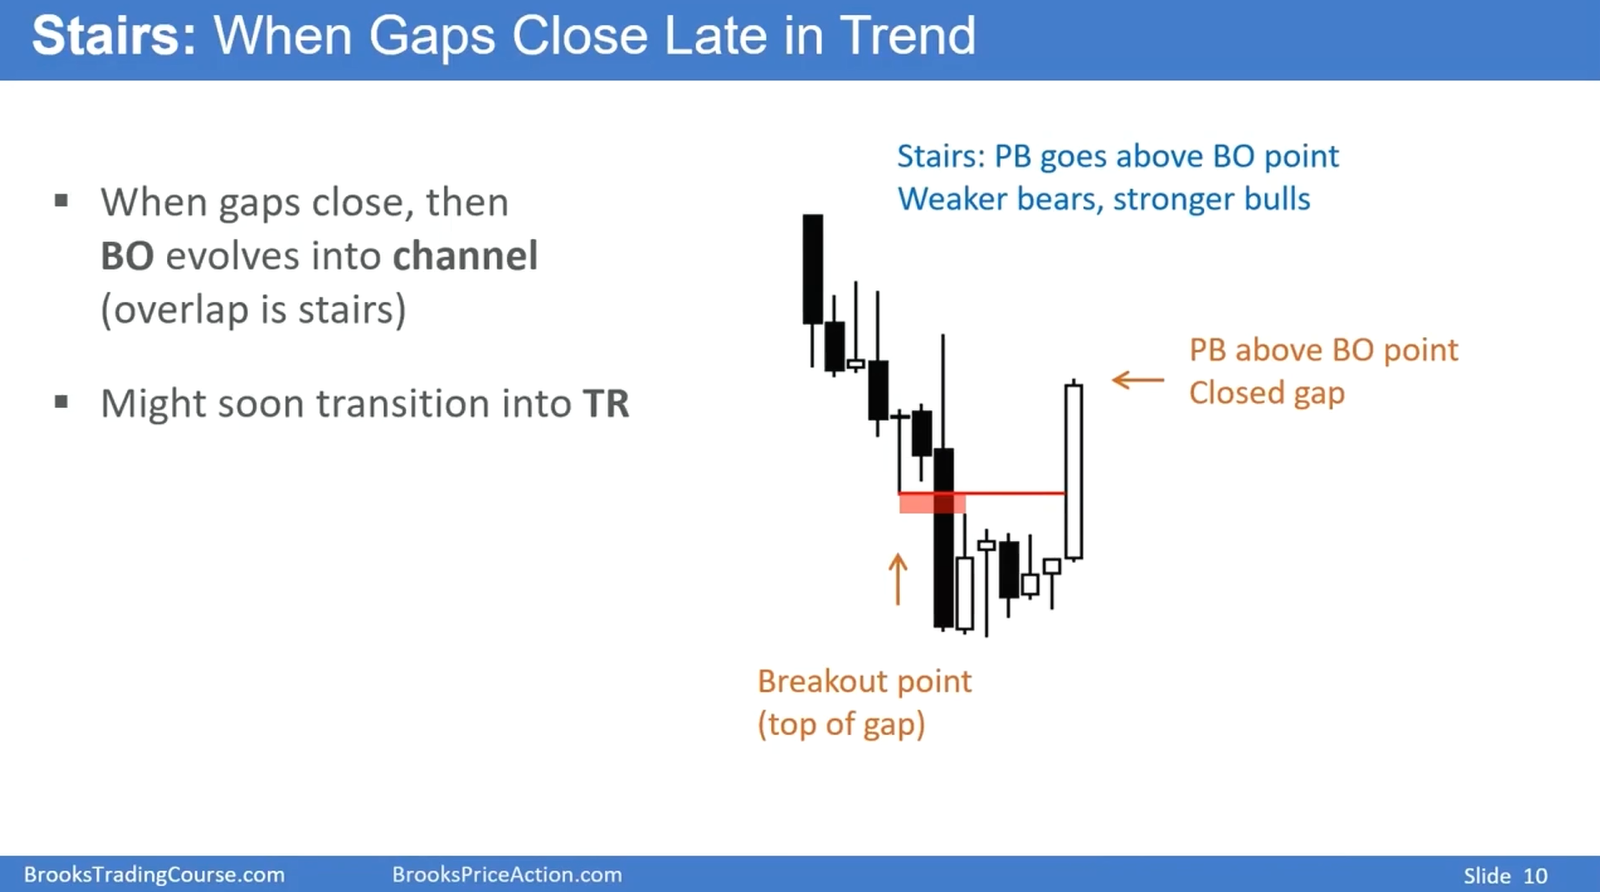 Stairs: When Gaps Close Late in Trend
▪ When gaps close, then
BO evolves into channel
(overlap is stairs)
▪ Might soon transition into TR
Stairs: PB goes above BO point
Weaker bears, stronger bulls
PB above BO point
Closed gap
Breakout point
(top of gap)
BrooksTradingCourse.com
BrooksPriceAction.com
Slide 10